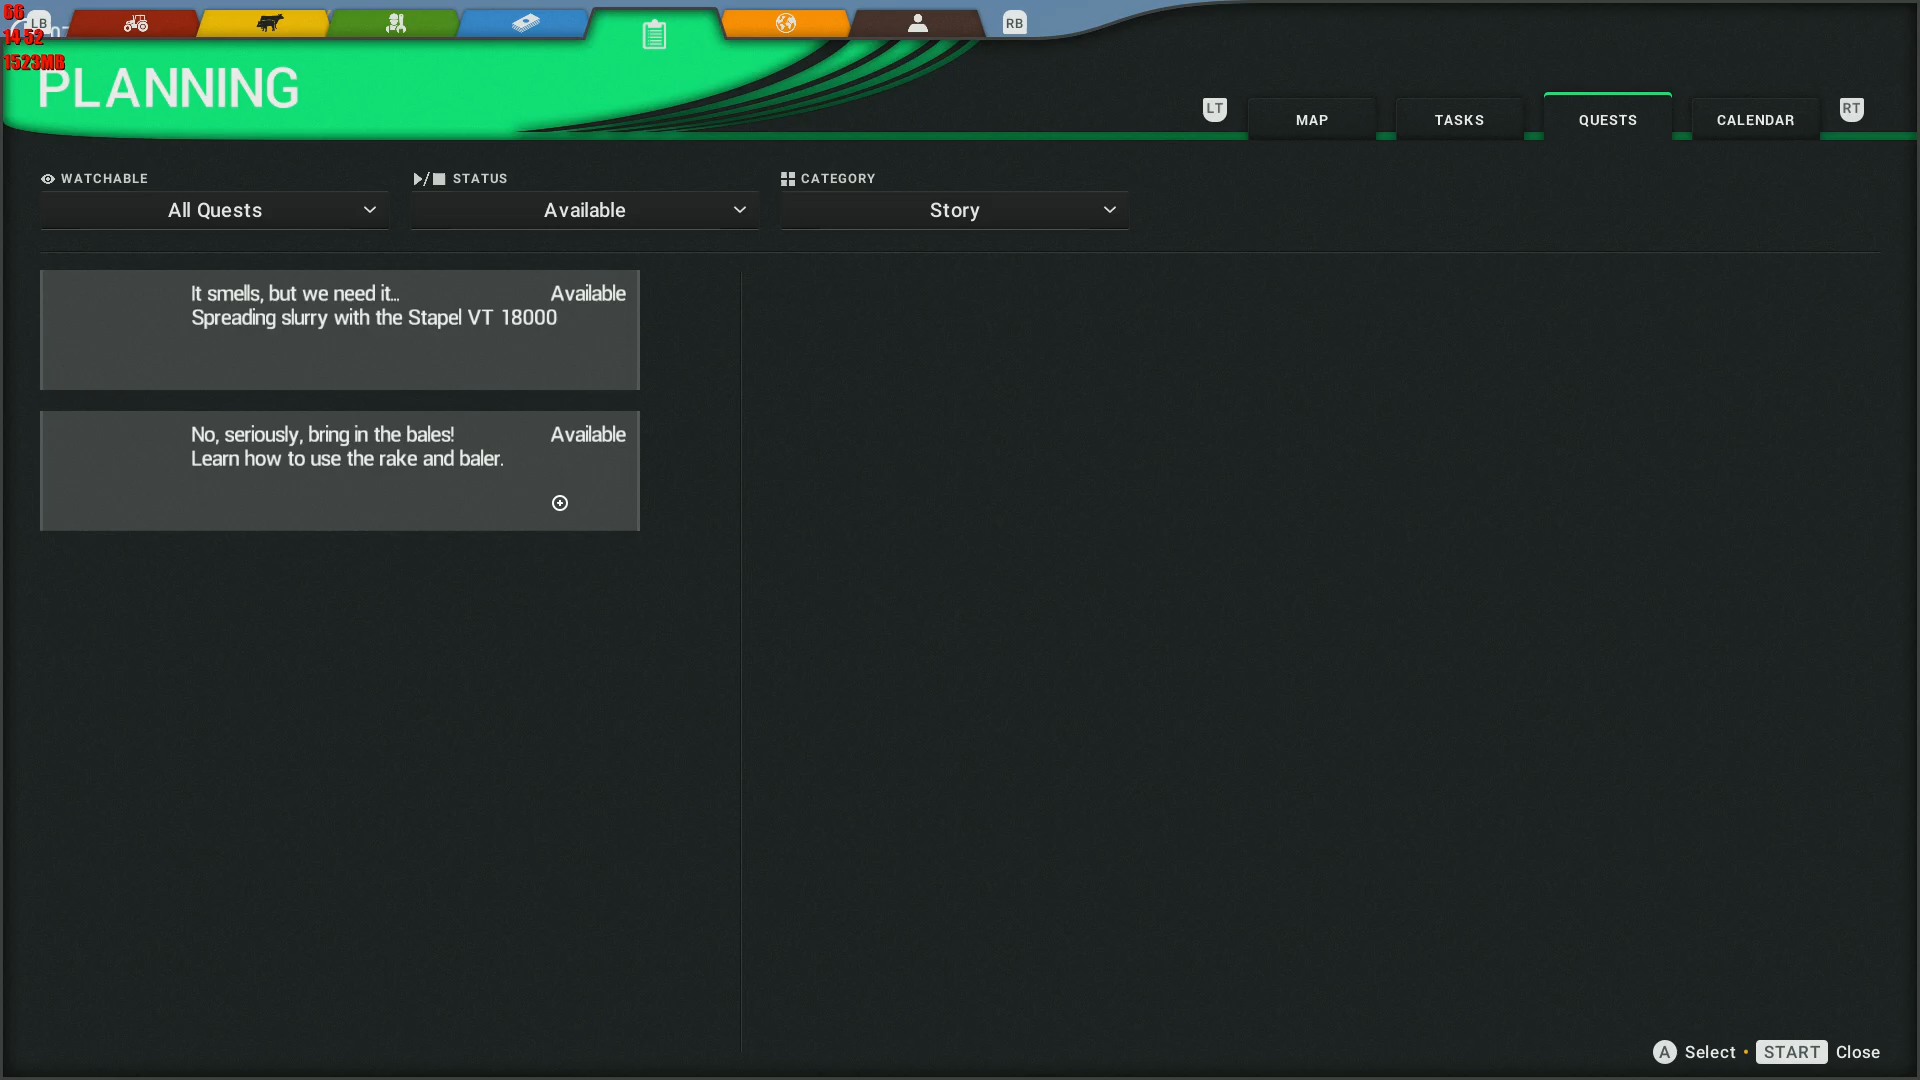 66
14 52
1523MB
LB
RB
PLANNING
LT
MAP
TASKS
QUESTS
CALENDAR
RT
WATCHABLE
STATUS
CATEGORY
All Quests
Available
Story
It smells, but we need it...
Available
Spreading slurry with the Stapel VT 18000
No, seriously, bring in the bales!
Available
Learn how to use the rake and baler.
A Select • START Close